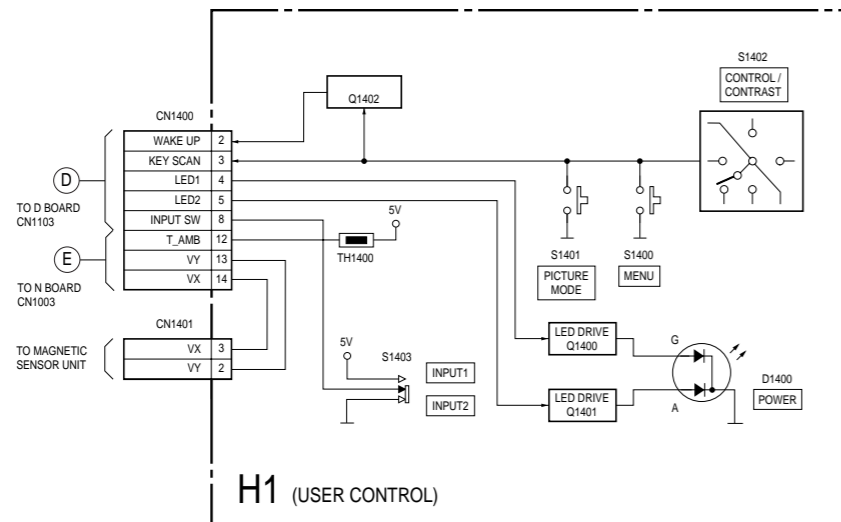 S1402
CONTROL /
CONTRAST
Q1402
CN1400
WAKE UP 2
KEY SCAN 3
LED1 4
LED2 5
INPUT SW 8
T_AMB 12
VY 13
VX 14
D
TO D BOARD
CN1103
E
TO N BOARD
CN1003
5V
TH1400
S1401
PICTURE
MODE
S1400
MENU
CN1401
VX 3
VY 2
TO MAGNETIC
SENSOR UNIT
5V
S1403
INPUT1
INPUT2
LED DRIVE
Q1400
LED DRIVE
Q1401
G
A
D1400
POWER
H1 (USER CONTROL)